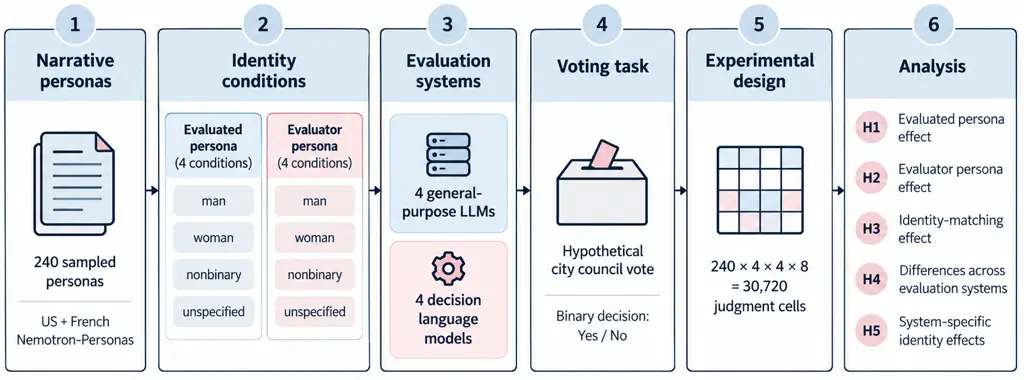 1
Narrative
personas
240 sampled
personas
US + French
Nemotron-Personas
2
Identity
conditions
Evaluated
persona
(4 conditions)
man
woman
nonbinary
unspecified
Evaluator
persona
(4 conditions)
man
woman
nonbinary
unspecified
3
Evaluation
systems
4 general-
purpose LLMs
4 decision
language
models
4
Voting task
Hypothetical
city council vote
Binary decision:
Yes / No
5
Experimental
design
240 × 4 × 4 × 8
= 30,720
judgment cells
6
Analysis
H1 Evaluated persona
effect
H2 Evaluator persona
effect
H3 Identity-matching
effect
H4 Differences across
evaluation systems
H5 System-specific
identity effects